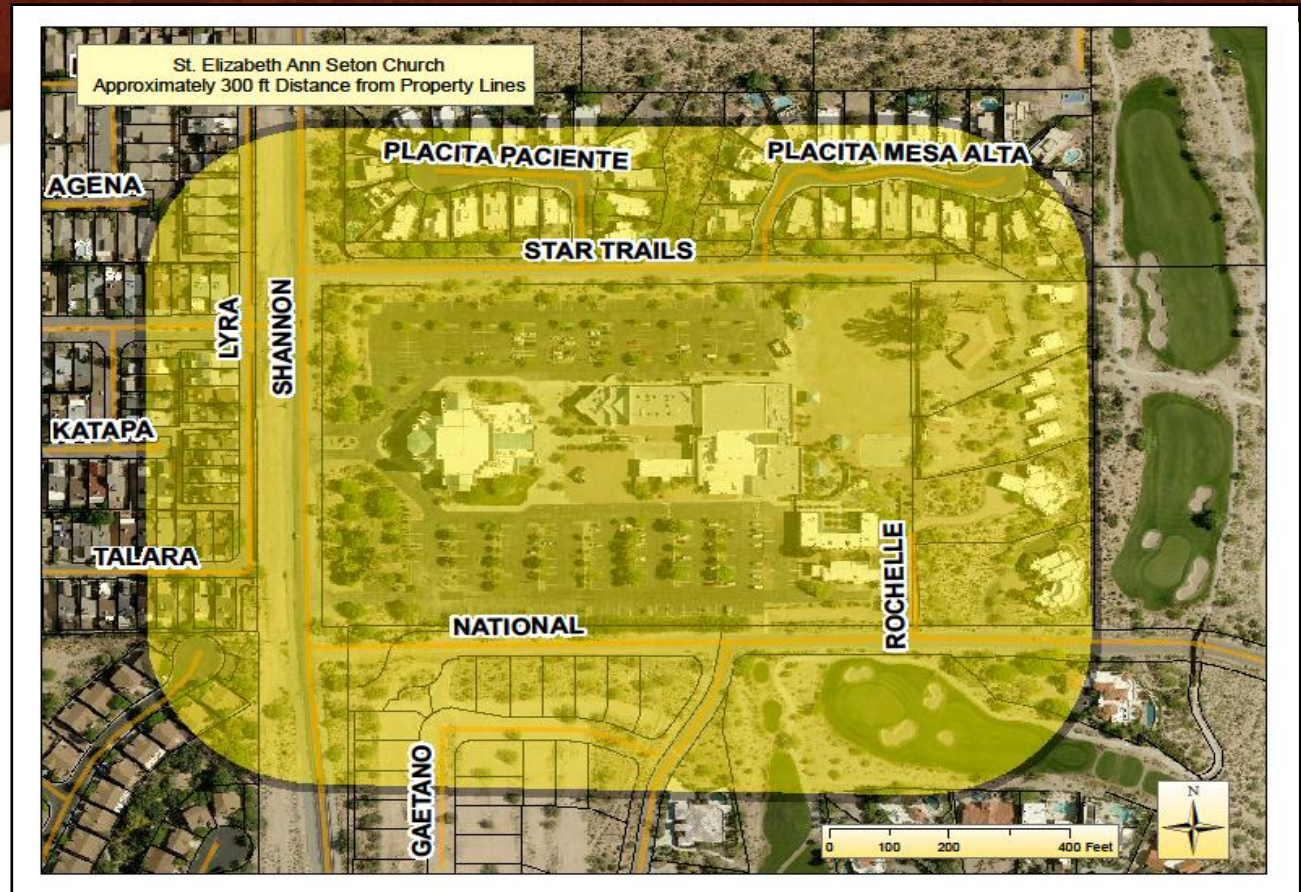 St. Elizabeth Ann Seton Church
Approximately 300 ft Distance from Property Lines
PLACITA PACIENTE
PLACITA MESA ALTA
AGENA
STAR TRAILS
LYRA
SHANNON
KATAPA
TALARA
ROCHELLE
NATIONAL
GAETANO
N
0 100 200 400 Feet